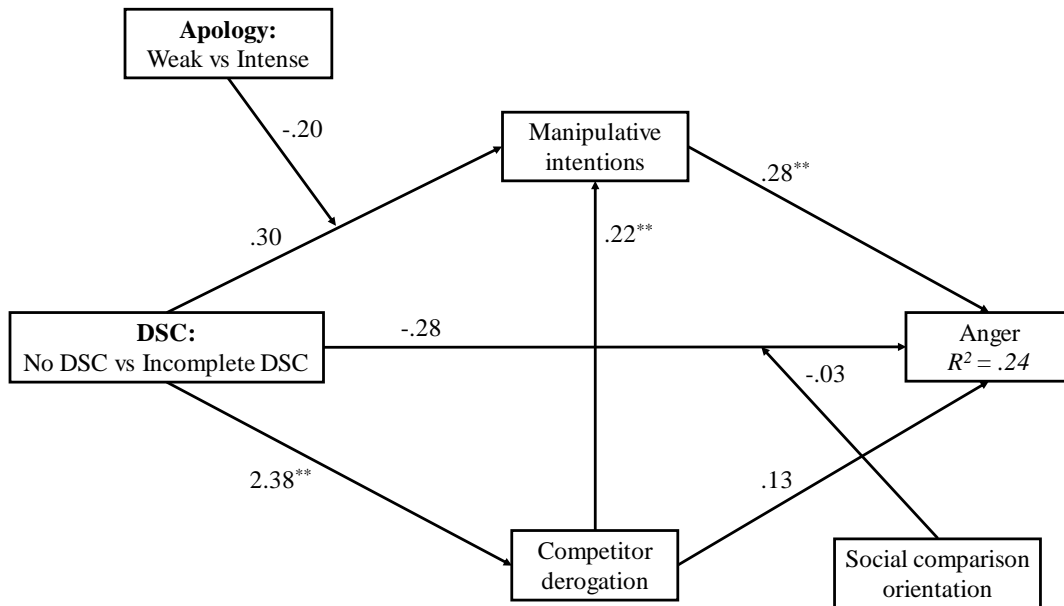 Apology:
Weak vs Intense
-.20
Manipulative
intentions
.28**
.30
.22**
DSC:
No DSC vs Incomplete DSC
-.28
Anger
R² = .24
-.03
2.38**
.13
Competitor
derogation
Social comparison
orientation